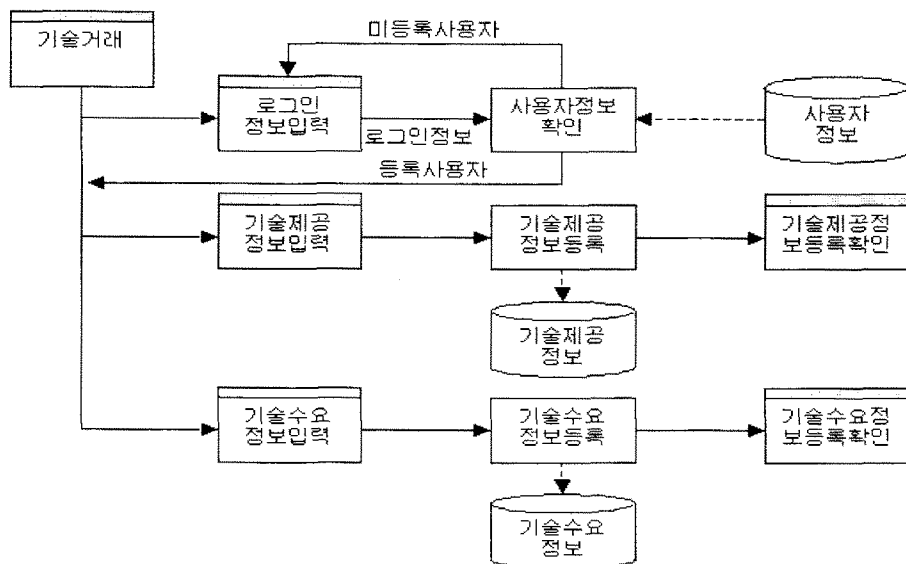 기술거래
미등록사용자
로그인
정보입력
로그인정보
사용자정보
확인
사용자
정보
등록사용자
기술제공
정보입력
기술제공
정보등록
기술제공정
보등록확인
기술제공
정보
기술수요
정보입력
기술수요
정보등록
기술수요정
보등록확인
기술수요
정보